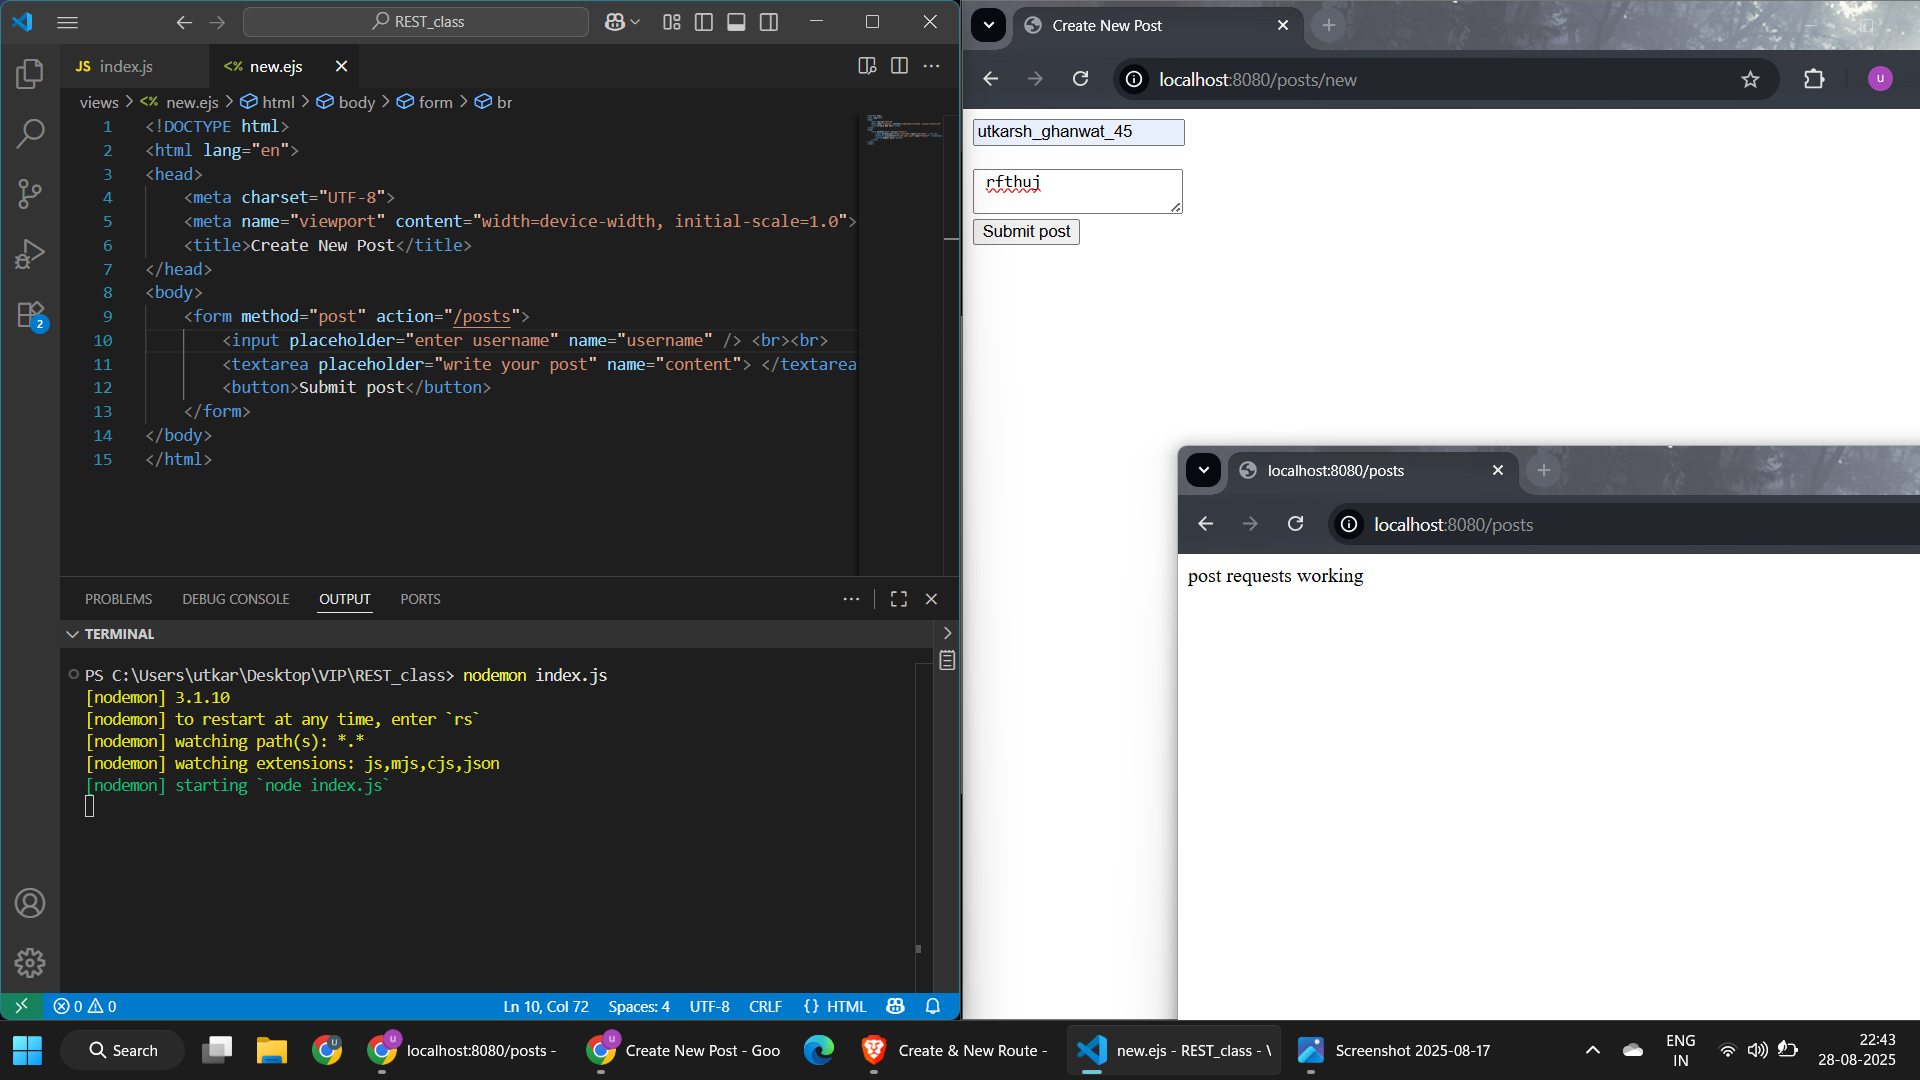 REST_class
JS index.js
<%  new.ejs
views > <% new.ejs > html > body > form > br
1 <!DOCTYPE html>
2 <html lang="en">
3 <head>
4 <meta charset="UTF-8">
5 <meta name="viewport" content="width=device-width, initial-scale=1.0">
6 <title>Create New Post</title>
7 </head>
8 <body>
9 <form method="post" action="/posts">
10 <input placeholder="enter username" name="username" /> <br><br>
11 <textarea placeholder="write your post" name="content"> </textarea
12 <button>Submit post</button>
13 </form>
14 </body>
15 </html>
2
PROBLEMS DEBUG CONSOLE OUTPUT PORTS
TERMINAL
PS C:\Users\utkar\Desktop\VIP\REST_class> nodemon index.js
[nodemon] 3.1.10
[nodemon] to restart at any time, enter `rs`
[nodemon] watching path(s): *.*
[nodemon] watching extensions: js,mjs,cjs,json
[nodemon] starting `node index.js`
0 0 Ln 10, Col 72 Spaces: 4 UTF-8 CRLF {} HTML
Create New Post
localhost:8080/posts/new
u
utkarsh_ghanwat_45
rfthuj
Submit post
localhost:8080/posts
localhost:8080/posts
post requests working
Search
U
u
localhost:8080/posts -
u
Create New Post - Goo
Create & New Route -
new.ejs - REST_class - V
Screenshot 2025-08-17
ENG
IN
22:43
28-08-2025